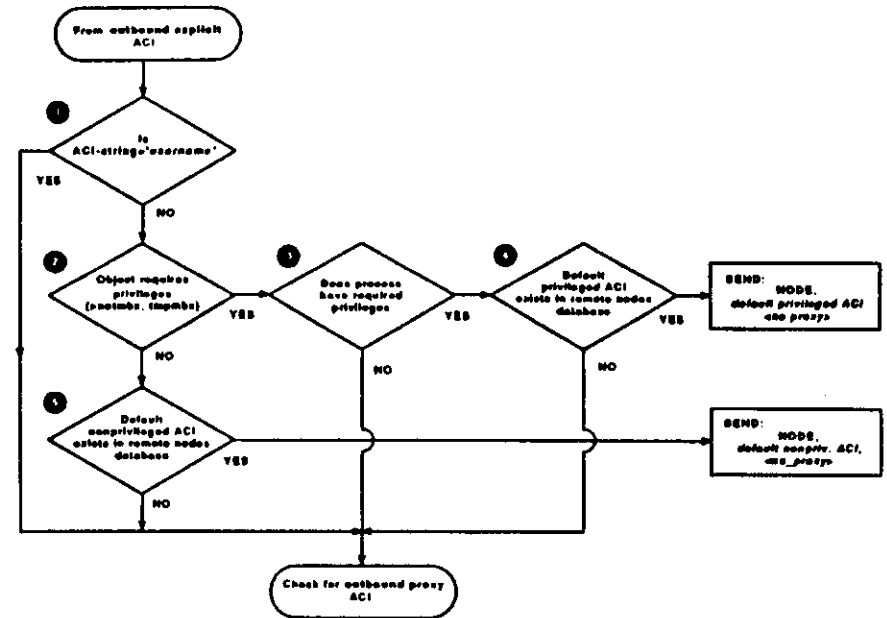 From outbound explicit
ACI
1
Is
ACI-string="username"
YES
NO
2
Object requires
privileges
(>netmbx, tmpmbx)
YES
NO
3
Does process
have required
privileges
YES
NO
4
Default
privileged ACI
exists in remote nodes
database
YES
NO
SEND:
NODE,
default privileged ACI
<no proxy>
5
Default
nonprivileged ACI
exists in remote nodes
database
YES
NO
SEND:
NODE,
default nonpriv. ACI,
<no_proxy>
Check for outbound proxy
ACI